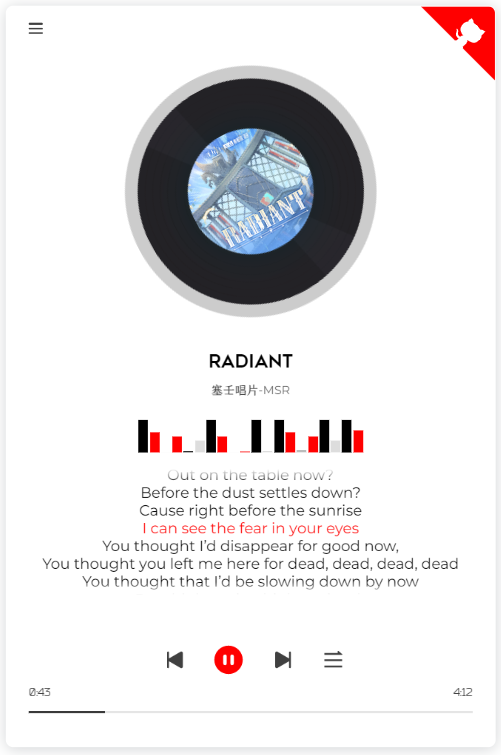 RADIANT
RADIANT
塞壬唱片-MSR
Out on the table now?
Before the dust settles down?
Cause right before the sunrise
I can see the fear in your eyes
You thought I'd disappear for good now,
You thought you left me here for dead, dead, dead, dead
You thought that I'd be slowing down by now
0:43
4:12